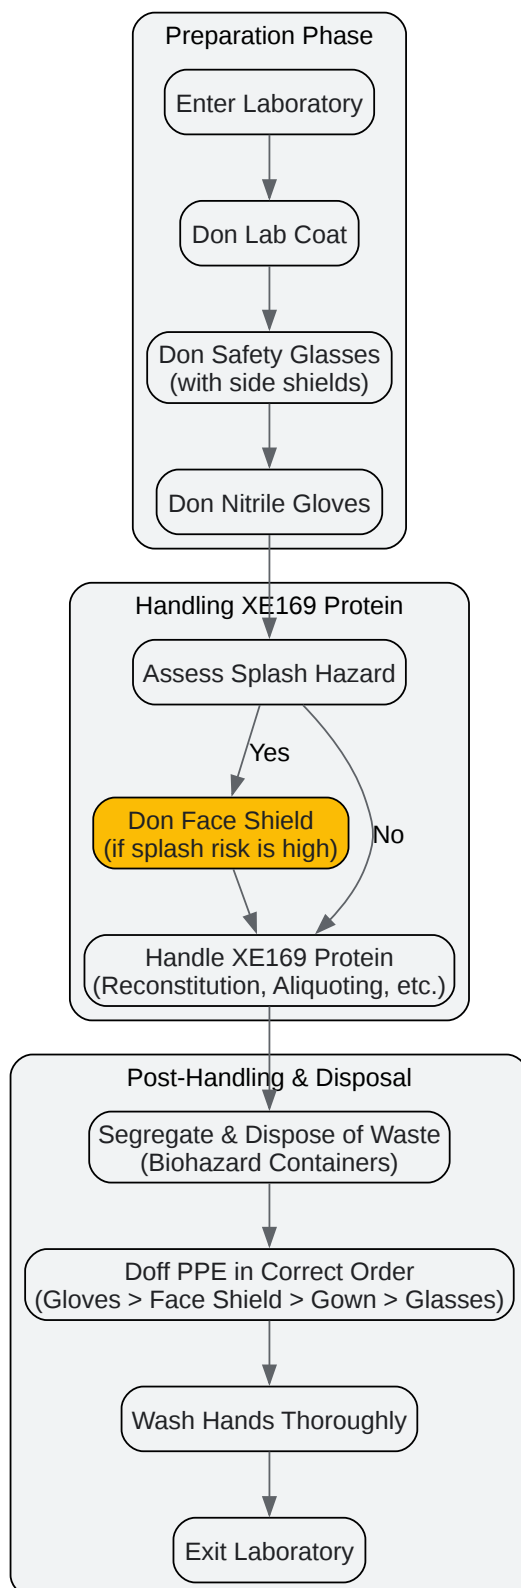 Preparation Phase
Enter Laboratory
Don Lab Coat
Don Safety Glasses
(with side shields)
Don Nitrile Gloves
Handling XE169 Protein
Assess Splash Hazard
Yes
Don Face Shield
(if splash risk is high)
No
Handle XE169 Protein
(Reconstitution, Aliquoting, etc.)
Post-Handling & Disposal
Segregate & Dispose of Waste
(Biohazard Containers)
Doff PPE in Correct Order
(Gloves > Face Shield > Gown > Glasses)
Wash Hands Thoroughly
Exit Laboratory